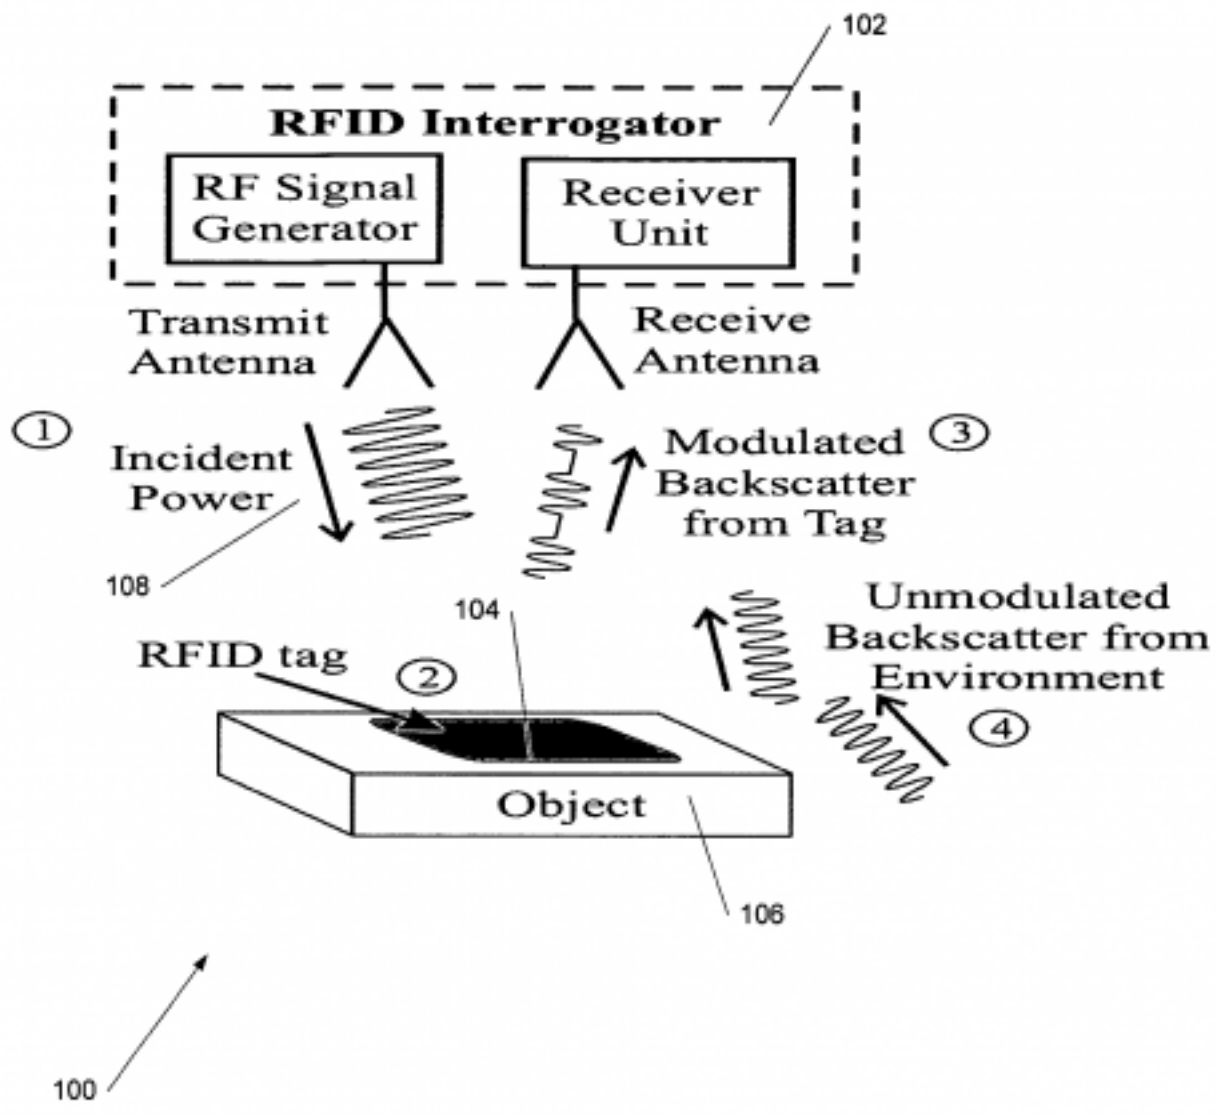 102
RFID Interrogator
RF Signal
Generator
Receiver
Unit
Transmit
Antenna
Receive
Antenna
1
Incident
Power
Modulated
Backscatter
from Tag
3
108
104
Unmodulated
Backscatter from
Environment
RFID tag
2
4
Object
106
100